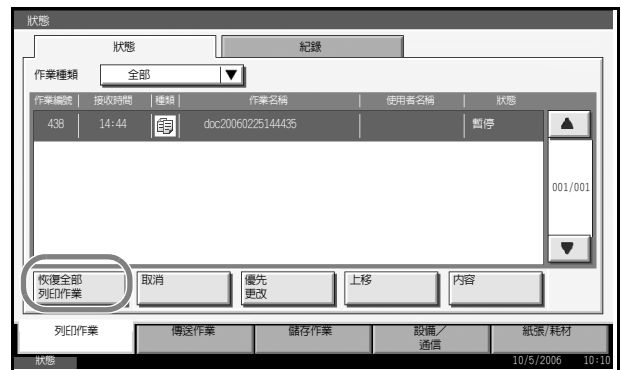 狀態
狀態 紀錄
作業種類 全部 ▼
作業編號 接收時間 種類 作業名稱 使用者名稱 狀態
438 14:44 doc20060225144435 暫停
001/001
恢復全部 取消 優先 上移 內容
列印作業 更改
列印作業 傳送作業 儲存作業 設備/ 紙張/耗材
通信
狀態 10/5/2006 10:10